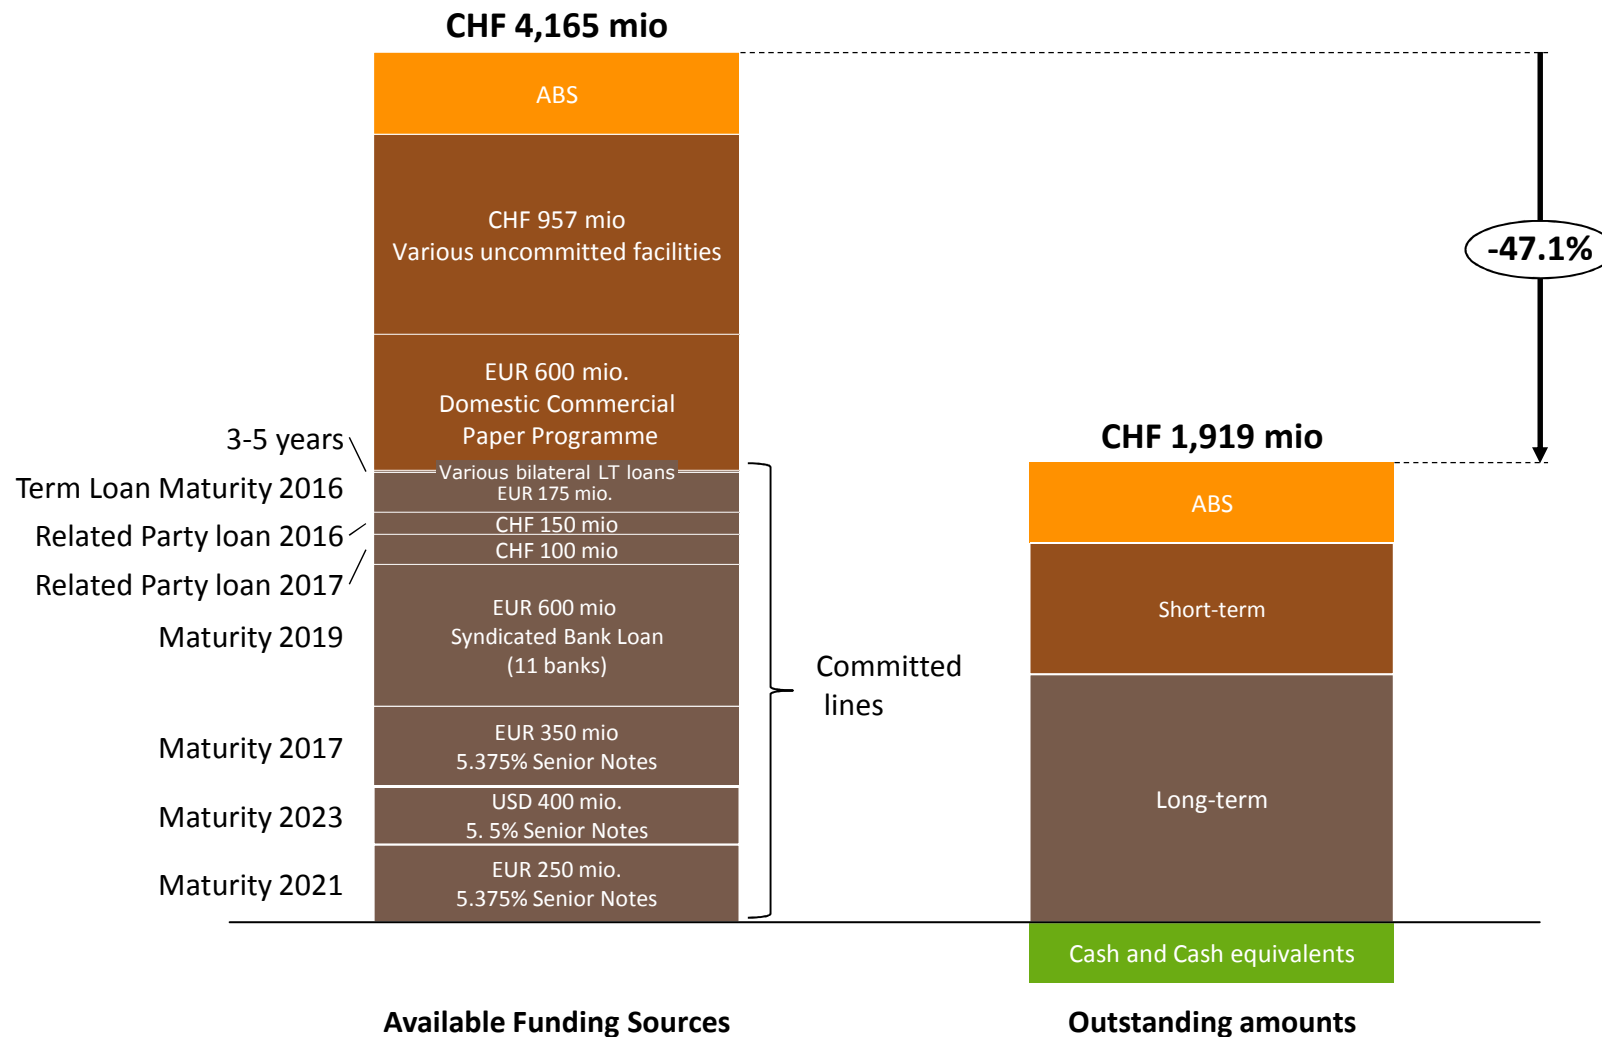 CHF 4,165 mio
ABS
CHF 957 mio
Various uncommitted facilities
EUR 600 mio.
Domestic Commercial
Paper Programme
3-5 years
Various bilateral LT loans
Term Loan Maturity 2016
EUR 175 mio.
Related Party loan 2016
CHF 150 mio
Related Party loan 2017
CHF 100 mio
Maturity 2019
EUR 600 mio
Syndicated Bank Loan
(11 banks)
Maturity 2017
EUR 350 mio
5.375% Senior Notes
Maturity 2023
USD 400 mio.
5. 5% Senior Notes
Maturity 2021
EUR 250 mio.
5.375% Senior Notes
Committed
lines
-47.1%
CHF 1,919 mio
ABS
Short-term
Long-term
Cash and Cash equivalents
Available Funding Sources
Outstanding amounts